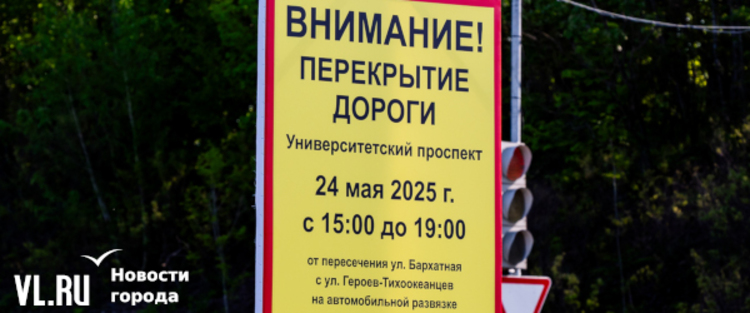 ВНИМАНИЕ!
ПЕРЕКРЫТИЕ
ДОРОГИ
Университетский проспект
24 мая 2025 г.
с 15:00 до 19:00
от пересечения ул. Бархатная
с ул. Героев-Тихоокеанцев
на автомобильной развязке
VL.RU
Новости
города